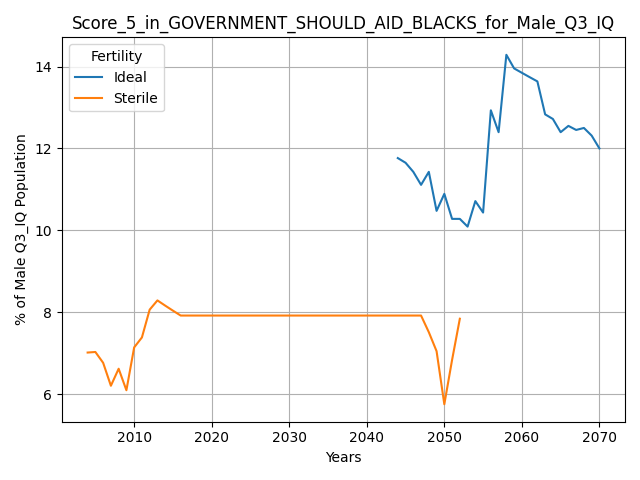 Score_5_in_GOVERNMENT_SHOULD_AID_BLACKS_for_Male_Q3_IQ
Fertility
Ideal
Sterile
% of Male Q3_IQ Population
14
12
10
8
6
2010 2020 2030 2040 2050 2060 2070
Years